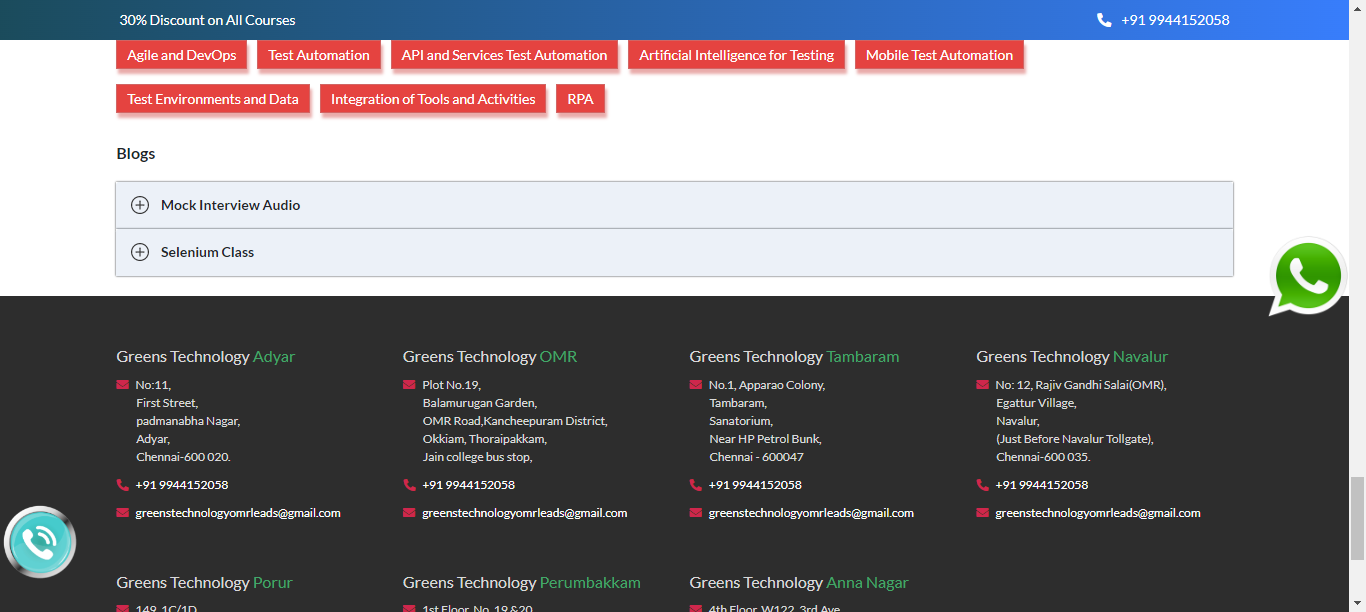 30% Discount on All Courses
+91 9944152058
Agile and DevOps
Test Automation
API and Services Test Automation
Artificial Intelligence for Testing
Mobile Test Automation
Test Environments and Data
Integration of Tools and Activities
RPA
Blogs
Mock Interview Audio
Selenium Class
Greens Technology Adyar
No:11,
First Street,
padmanabha Nagar,
Adyar,
Chennai-600 020.
+91 9944152058
greenstechnologyomrleads@gmail.com
Greens Technology OMR
Plot No.19,
Balamurugan Garden,
OMR Road,Kancheepuram District,
Okkiam, Thoraipakkam,
Jain college bus stop,
+91 9944152058
greenstechnologyomrleads@gmail.com
Greens Technology Tambaram
No.1, Apparao Colony,
Tambaram,
Sanatorium,
Near HP Petrol Bunk,
Chennai - 600047
+91 9944152058
greenstechnologyomrleads@gmail.com
Greens Technology Navalur
No: 12, Rajiv Gandhi Salai(OMR),
Egattur Village,
Navalur,
(Just Before Navalur Tollgate),
Chennai-600 035.
+91 9944152058
greenstechnologyomrleads@gmail.com
Greens Technology Porur
149, 1C/1D
Greens Technology Perumbakkam
1st Floor, No. 19 &20
Greens Technology Anna Nagar
4th Floor, W122, 3rd Ave